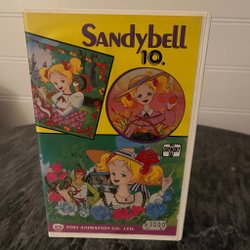 Sandybell
10.
TOEI ANIMATION CO., LTD.